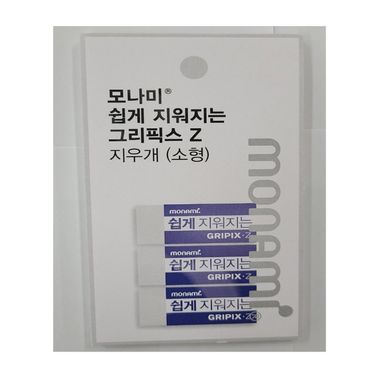 모나미®
쉽게 지워지는
그리픽스 Z
지우개 (소형)
monami
monami
쉽게 지워지는
GRIPIX·Z
monami
쉽게 지워지는
GRIPIX·Z
monami
쉽게 지워지는
GRIPIX·Z